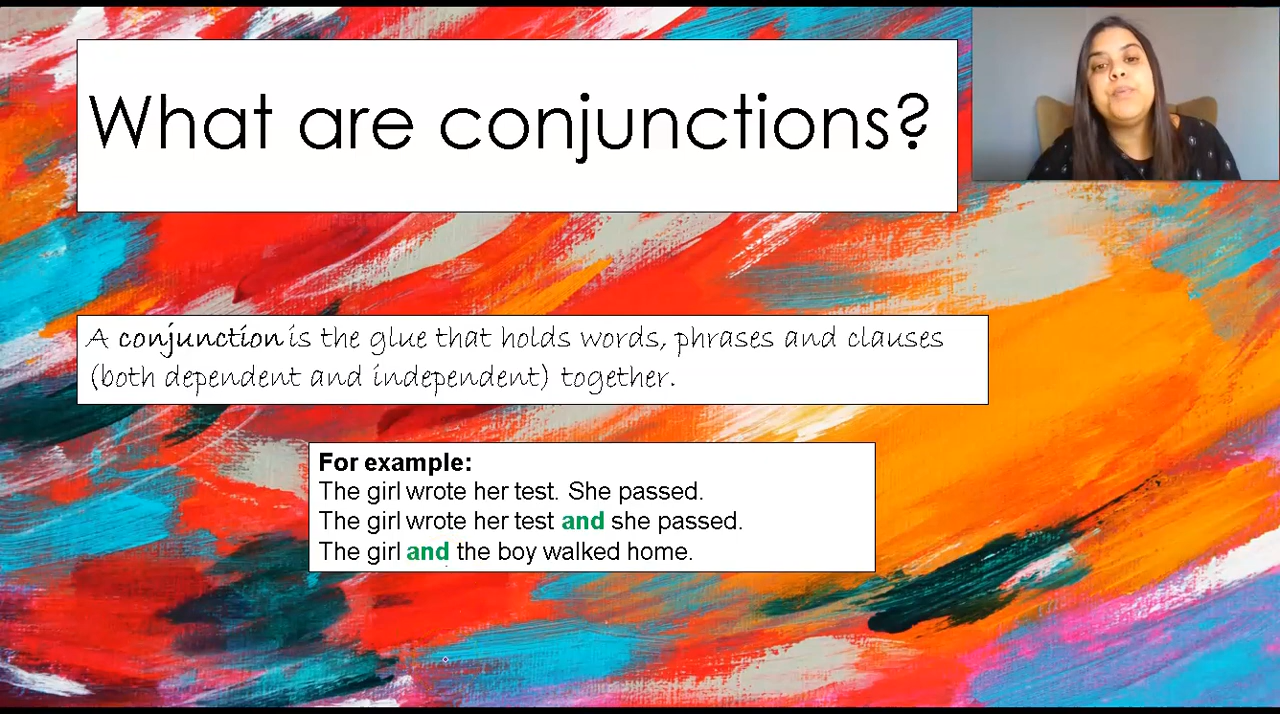 What are conjunctions?
A conjunction is the glue that holds words, phrases and clauses
(both dependent and independent) together.
For example:
The girl wrote her test. She passed.
The girl wrote her test and she passed.
The girl and the boy walked home.